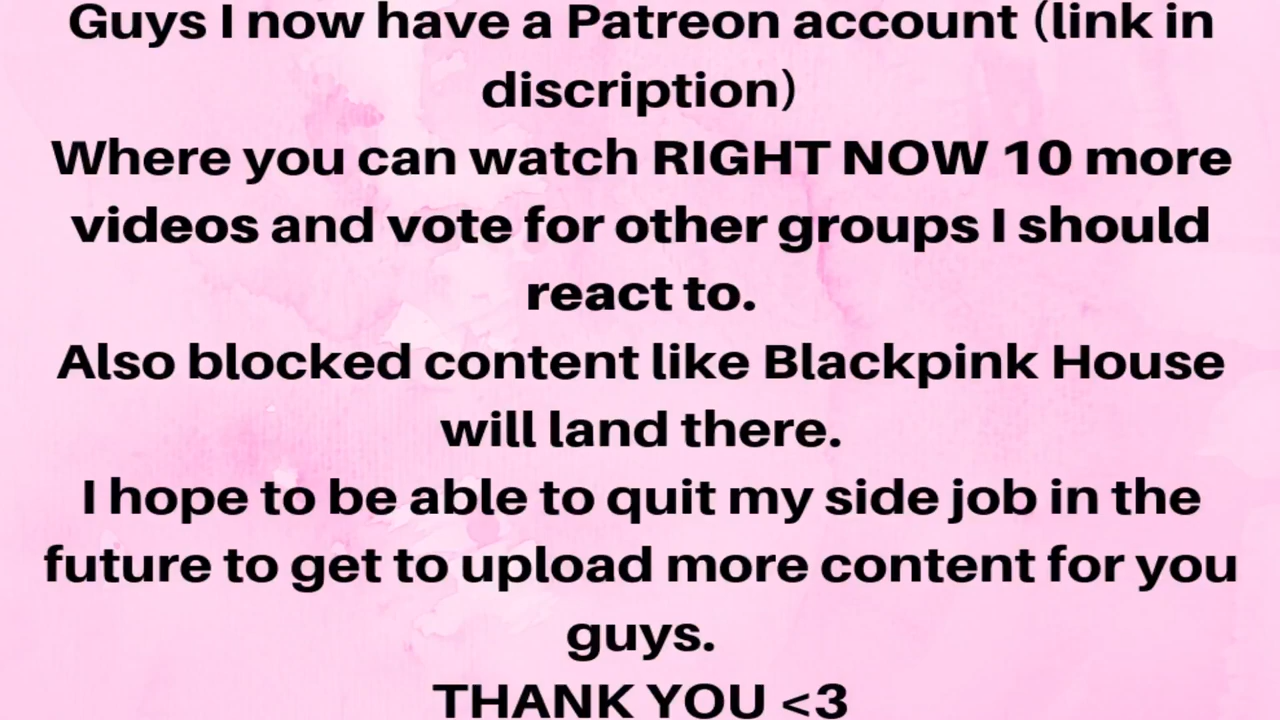 Guys I now have a Patreon account (link in
discription)
Where you can watch RIGHT NOW 10 more
videos and vote for other groups I should
react to.
Also blocked content like Blackpink House
will land there.
I hope to be able to quit my side job in the
future to get to upload more content for you
guys.
THANK YOU <3